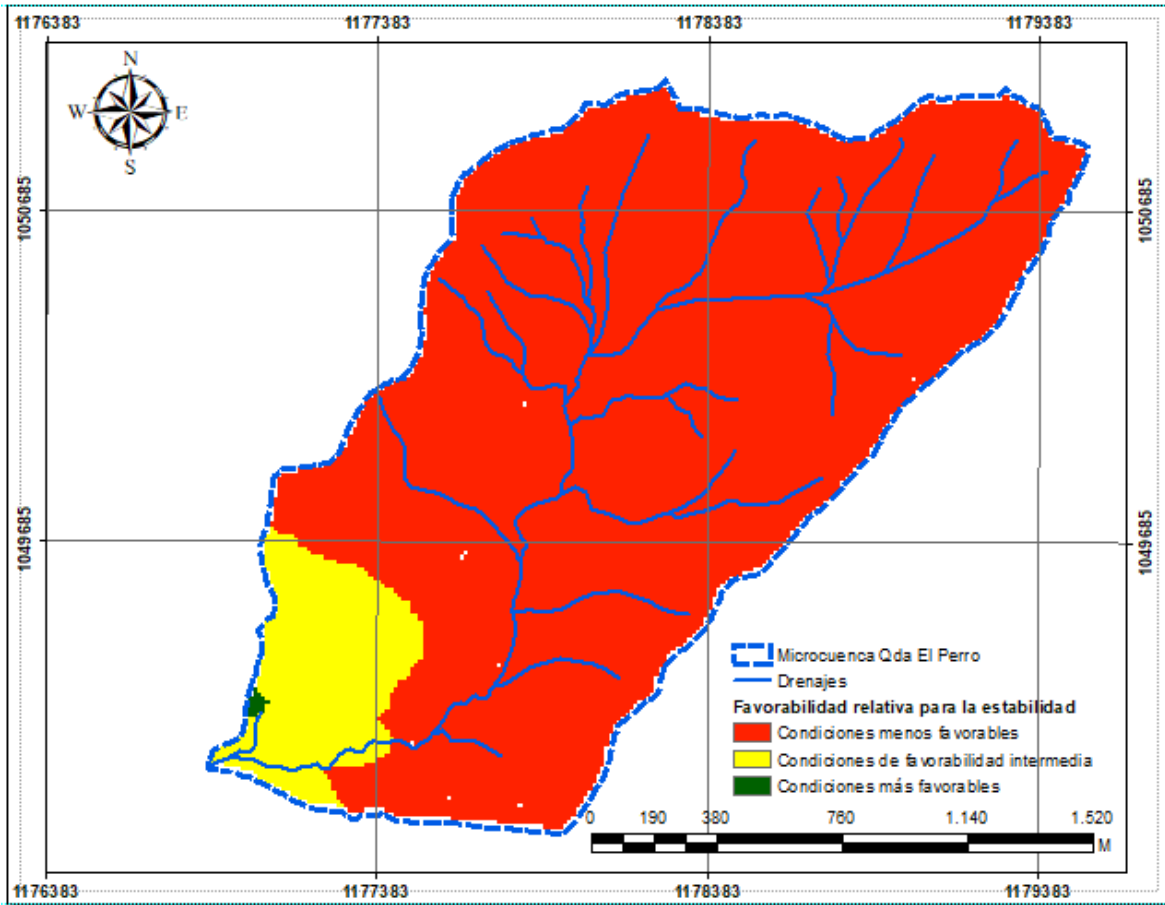 1176383 1177383 1178383 1179383
N
W E
S
1050685 1050685
1049685 1049685
Microcuenca Qda El Perro
Drenajes
Favorabilidad relativa para la estabilidad
Condiciones menos favorables
Condiciones de favorabilidad intermedia
Condiciones más favorables
0 190 380 760 1.140 1.520
M
1176383 1177383 1178383 1179383